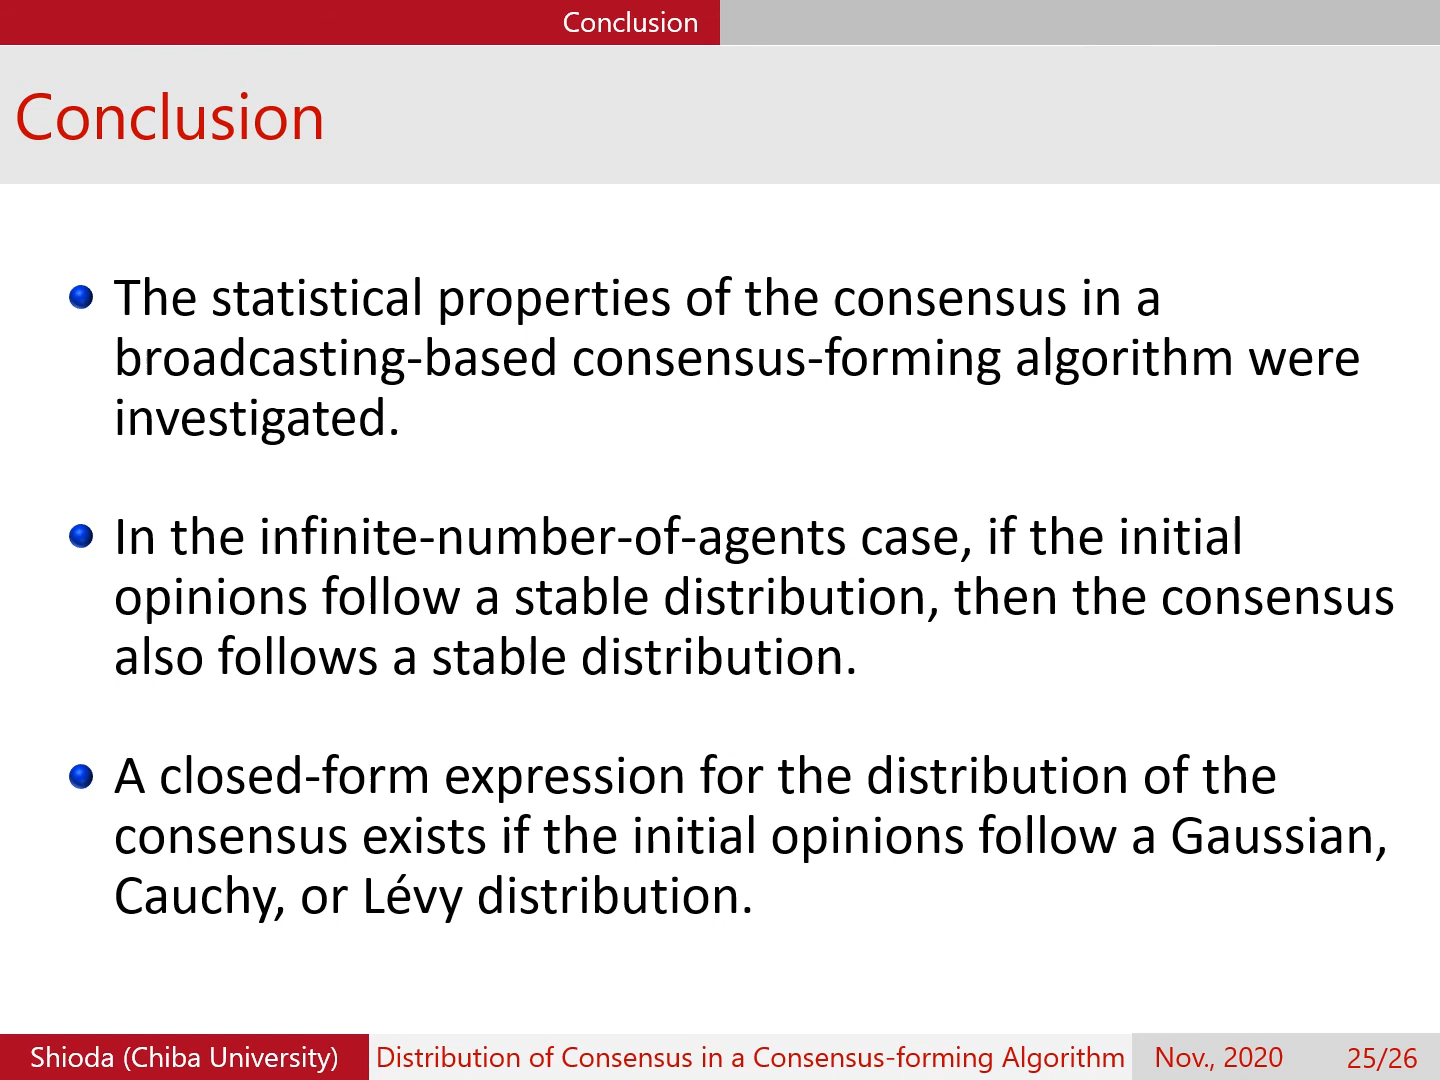 Conclusion
Conclusion
The statistical properties of the consensus in a
broadcasting-based consensus-forming algorithm were
investigated.
In the infinite-number-of-agents case, if the initial
opinions follow a stable distribution, then the consensus
also follows a stable distribution.
A closed-form expression for the distribution of the
consensus exists if the initial opinions follow a Gaussian,
Cauchy, or Lévy distribution.
Shioda (Chiba University) Distribution of Consensus in a Consensus-forming Algorithm Nov., 2020 25/26